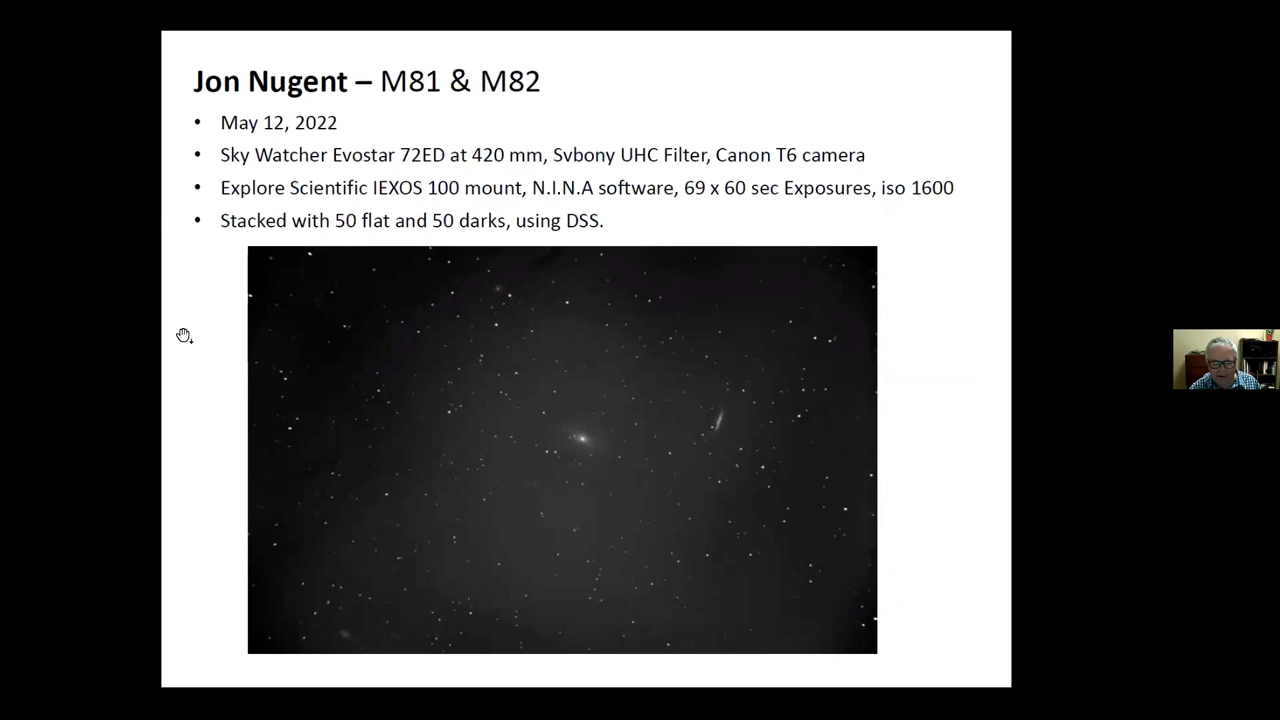 Jon Nugent – M81 & M82
• May 12, 2022
• Sky Watcher Evostar 72ED at 420 mm, Svbony UHC Filter, Canon T6 camera
• Explore Scientific IEXOS 100 mount, N.I.N.A software, 69 x 60 sec Exposures, iso 1600
• Stacked with 50 flat and 50 darks, using DSS.